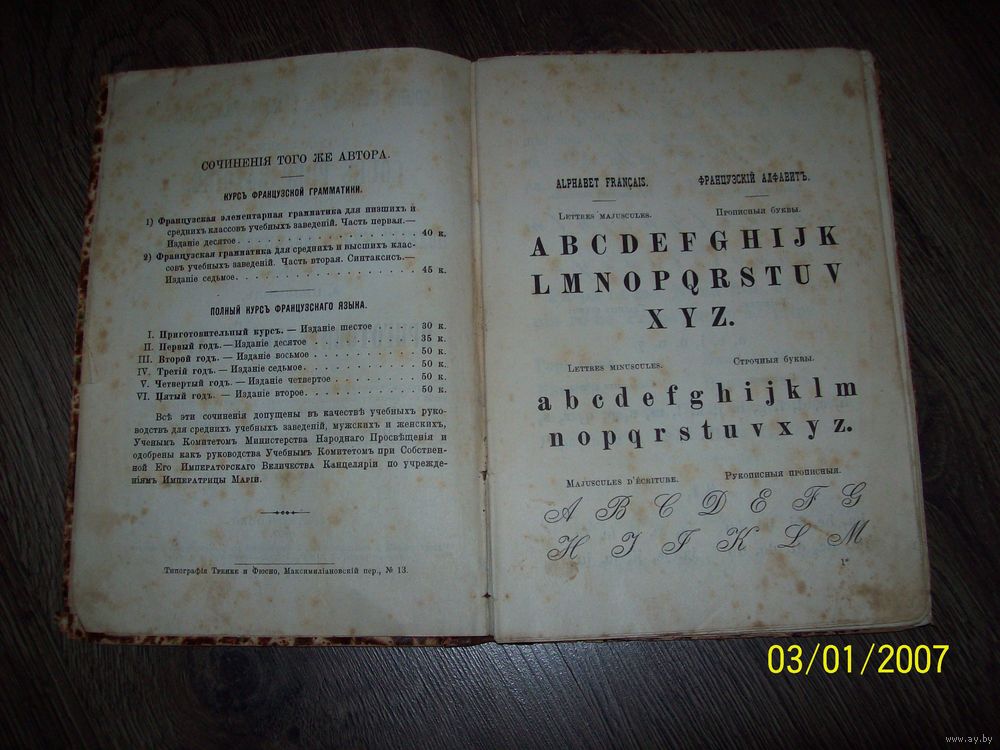 СОЧИНЕНІЯ ТОГО ЖЕ АВТОРА.
КУРСЪ ФРАНЦУЗСКОЙ ГРАММАТИКИ.
1) Французская элементарная грамматика для низшихъ и
среднихъ классовъ учебныхъ заведеній. Часть первая.—
Изданіе десятое . . . . . . . . . . . . . 40 к.
2) Французская грамматика для среднихъ и высшихъ клас-
совъ учебныхъ заведеній. Часть вторая. Синтаксисъ.—
Изданіе седьмое. . . . . . . . . . . . . 45 к.
ПОЛНЫЙ КУРСЪ ФРАНЦУЗСКАГО ЯЗЫКА.
I. Приготовительный курсъ. — Изданіе шестое . . . . 30 к.
II. Первый годъ.—Изданіе десятое . . . . . . . . 35 к.
III. Второй годъ.—Изданіе восьмое . . . . . . . . 50 к.
IV. Третій годъ.—Изданіе седьмое. . . . . . . . . 50 к.
V. Четвертый годъ. — Изданіе четвертое . . . . . . 50 к.
VI. Пятый годъ. — Изданіе второе. . . . . . . . . 50 к.
Всѣ эти сочиненія допущены въ качествѣ учебныхъ руко-
водствъ для среднихъ учебныхъ заведеній, мужскихъ и женскихъ,
Ученымъ Комитетомъ Министерства Народнаго Просвѣщенія и
одобрены какъ руководства Учебнымъ Комитетомъ при Собствен-
ной Его Императорскаго Величества Канцеляріи по учрежде-
ніямъ Императрицы Маріи.
Типографія Тренке и Фюсно, Максимиліановскій пер., № 13.
ALPHABET FRANÇAIS. ФРАНЦУЗСКІЙ АЛФАВИТЪ.
Lettres majuscules. Прописныя буквы.
A B C D E F G H I J K
L M N O P Q R S T U V
X Y Z.
Lettres minuscules. Строчныя буквы.
a b c d e f g h i j k l m
n o p q r s t u v x y z.
Majuscules d'écriture. Рукописныя прописныя.
A B C D E F G
H I J K L M
1*
03/01/2007
www.ay.by